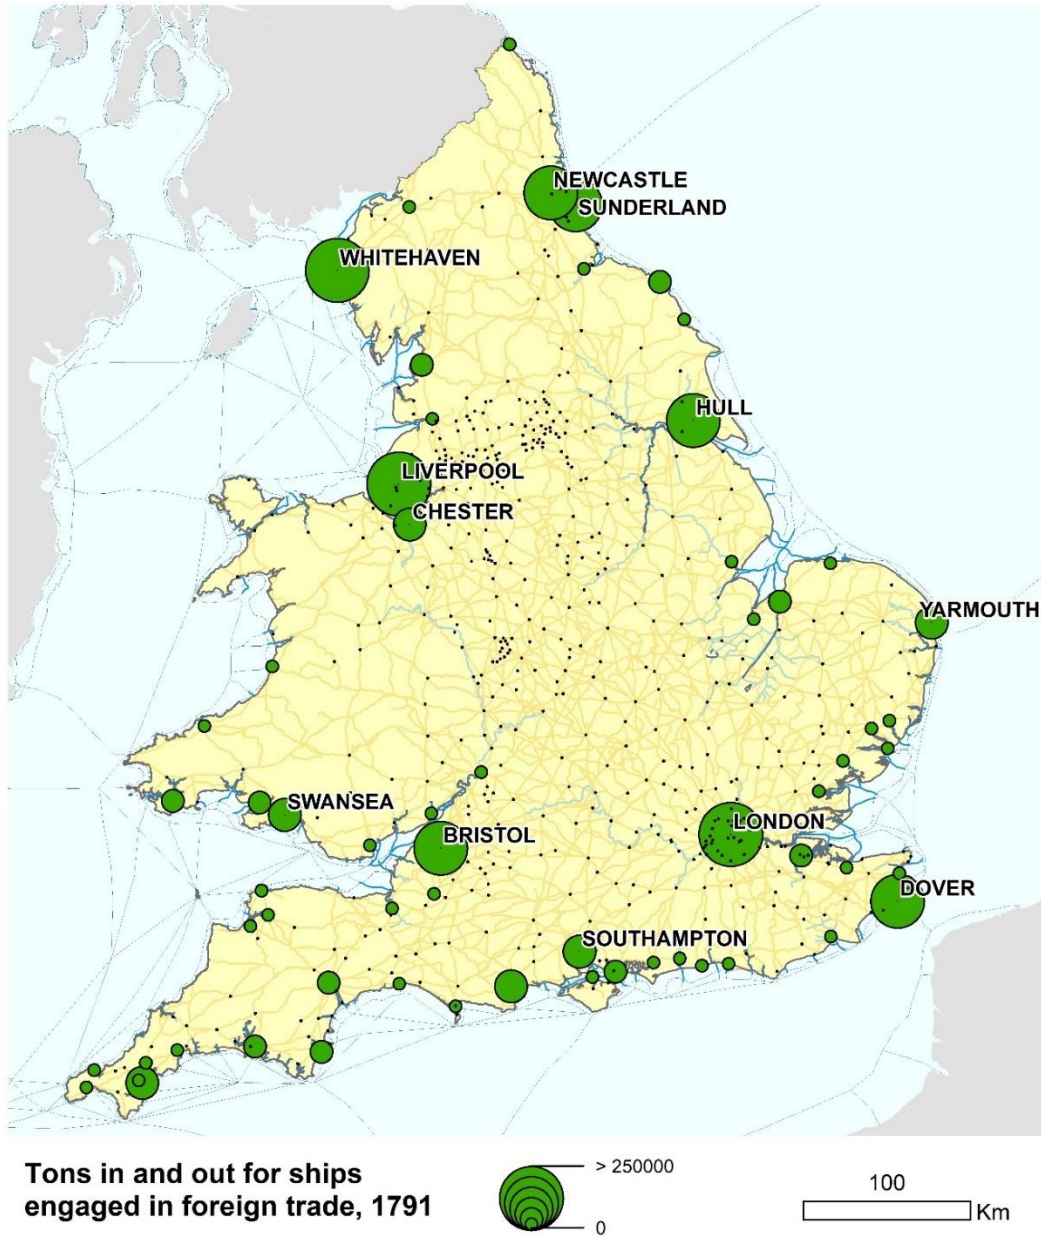 NEWCASTLE
SUNDERLAND
WHITEHAVEN
HULL
LIVERPOOL
CHESTER
YARMOUTH
SWANSEA
BRISTOL
LONDON
DOVER
SOUTHAMPTON
Tons in and out for ships
engaged in foreign trade, 1791
> 250000
0
100
Km